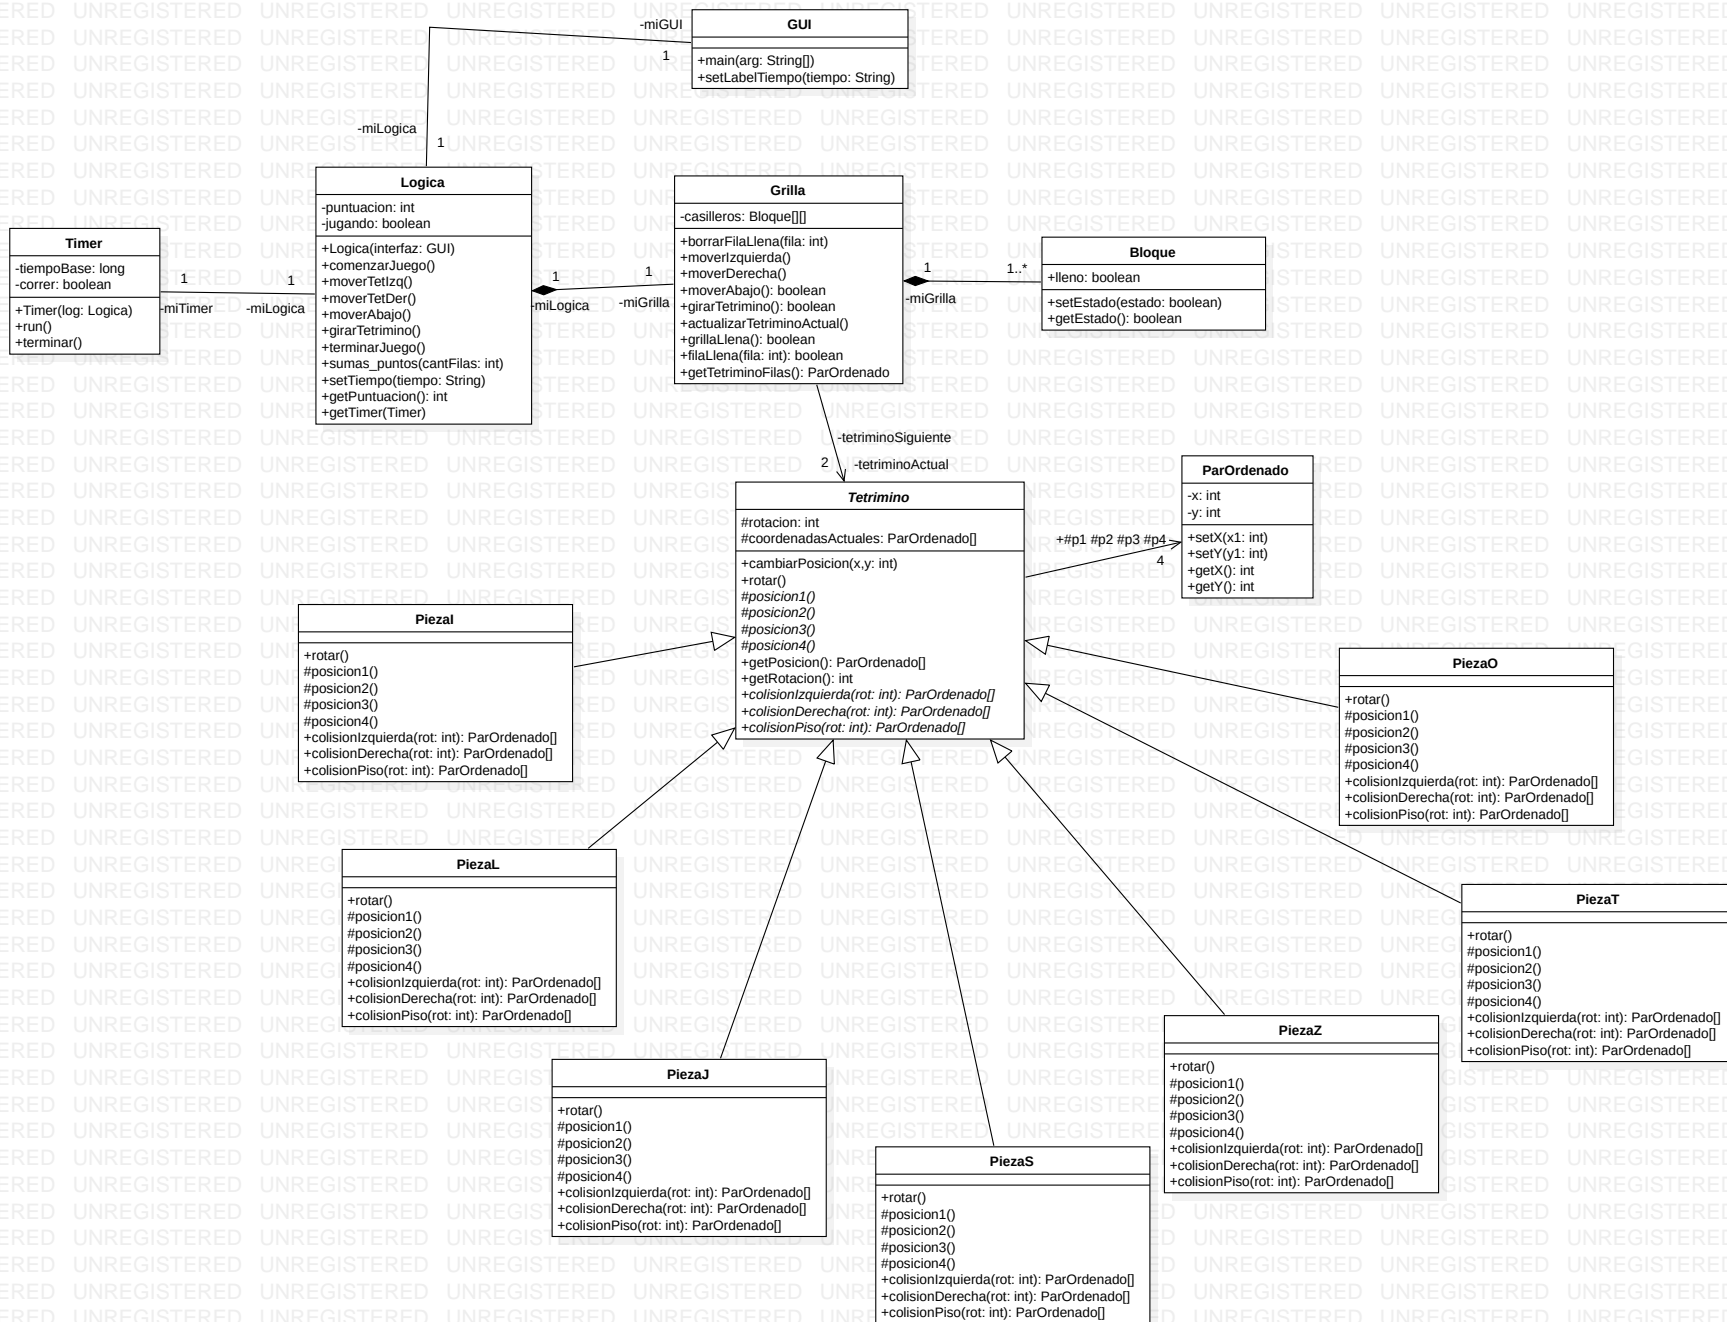 GUI
+main(arg: String[])
+setLabelTiempo(tiempo: String)
-miGUI
1
-miLogica
1
Logica
-puntuacion: int
-jugando: boolean
+Logica(interfaz: GUI)
+comenzarJuego()
+moverTetIzq()
+moverTetDer()
+moverAbajo()
+girarTetrimino()
+terminarJuego()
+sumas_puntos(cantFilas: int)
+setTiempo(tiempo: String)
+getPuntuacion(): int
+getTimer(Timer)
Timer
-tiempoBase: long
-correr: boolean
+Timer(log: Logica)
+run()
+terminar()
1
-miTimer
1
-miLogica
1
-miLogica
1
-miGrilla
Grilla
-casilleros: Bloque[][]
+borrarFilaLlena(fila: int)
+moverIzquierda()
+moverDerecha()
+moverAbajo(): boolean
+girarTetrimino(): boolean
+actualizarTetriminoActual()
+grillaLlena(): boolean
+filaLlena(fila: int): boolean
+getTetriminoFilas(): ParOrdenado
1
-miGrilla
1..*
Bloque
+lleno: boolean
+setEstado(estado: boolean)
+getEstado(): boolean
-tetriminoSiguiente
2
-tetriminoActual
Tetrimino
#rotacion: int
#coordenadasActuales: ParOrdenado[]
+cambiarPosicion(x,y: int)
+rotar()
#posicion1()
#posicion2()
#posicion3()
#posicion4()
+getPosicion(): ParOrdenado[]
+getRotacion(): int
+colisionIzquierda(rot: int): ParOrdenado[]
+colisionDerecha(rot: int): ParOrdenado[]
+colisionPiso(rot: int): ParOrdenado[]
+#p1 #p2 #p3 #p4
4
ParOrdenado
-x: int
-y: int
+setX(x1: int)
+setY(y1: int)
+getX(): int
+getY(): int
PiezaI
+rotar()
#posicion1()
#posicion2()
#posicion3()
#posicion4()
+colisionIzquierda(rot: int): ParOrdenado[]
+colisionDerecha(rot: int): ParOrdenado[]
+colisionPiso(rot: int): ParOrdenado[]
PiezaO
+rotar()
#posicion1()
#posicion2()
#posicion3()
#posicion4()
+colisionIzquierda(rot: int): ParOrdenado[]
+colisionDerecha(rot: int): ParOrdenado[]
+colisionPiso(rot: int): ParOrdenado[]
PiezaL
+rotar()
#posicion1()
#posicion2()
#posicion3()
#posicion4()
+colisionIzquierda(rot: int): ParOrdenado[]
+colisionDerecha(rot: int): ParOrdenado[]
+colisionPiso(rot: int): ParOrdenado[]
PiezaT
+rotar()
#posicion1()
#posicion2()
#posicion3()
#posicion4()
+colisionIzquierda(rot: int): ParOrdenado[]
+colisionDerecha(rot: int): ParOrdenado[]
+colisionPiso(rot: int): ParOrdenado[]
PiezaZ
+rotar()
#posicion1()
#posicion2()
#posicion3()
#posicion4()
+colisionIzquierda(rot: int): ParOrdenado[]
+colisionDerecha(rot: int): ParOrdenado[]
+colisionPiso(rot: int): ParOrdenado[]
PiezaJ
+rotar()
#posicion1()
#posicion2()
#posicion3()
#posicion4()
+colisionIzquierda(rot: int): ParOrdenado[]
+colisionDerecha(rot: int): ParOrdenado[]
+colisionPiso(rot: int): ParOrdenado[]
PiezaS
+rotar()
#posicion1()
#posicion2()
#posicion3()
#posicion4()
+colisionIzquierda(rot: int): ParOrdenado[]
+colisionDerecha(rot: int): ParOrdenado[]
+colisionPiso(rot: int): ParOrdenado[]
UNREGISTERED